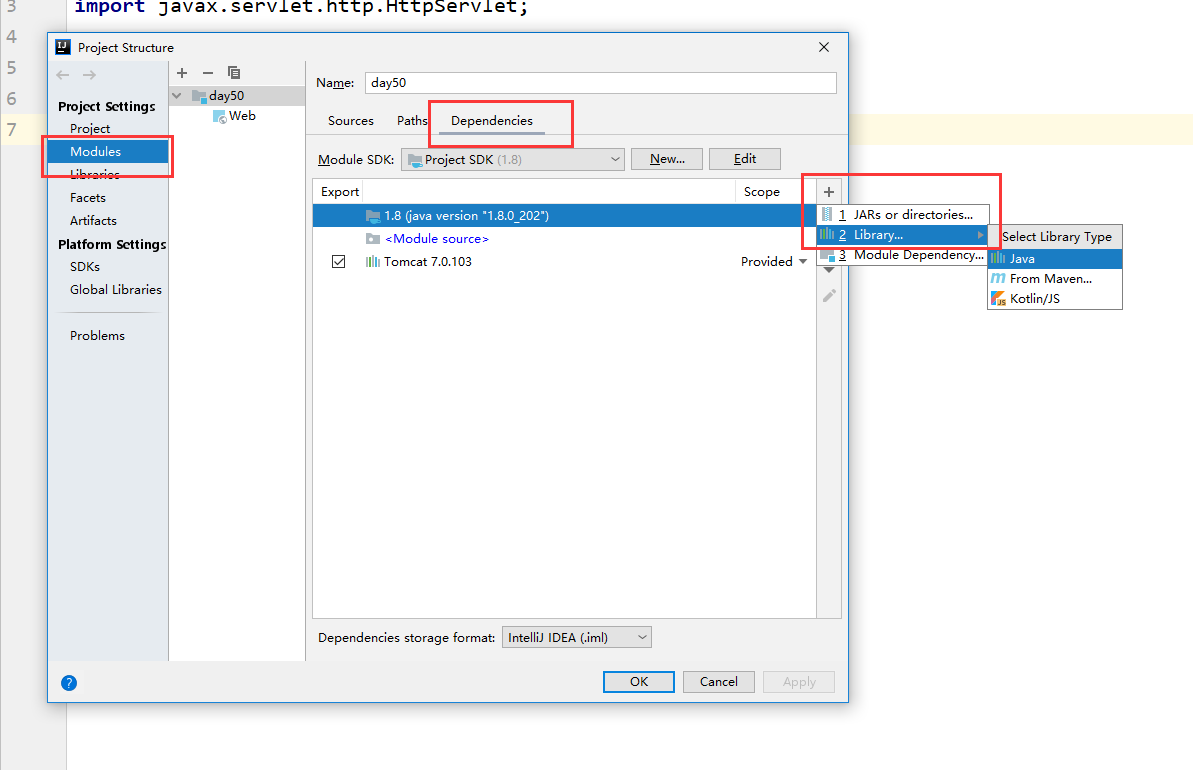 3 import javax.servlet.http.HttpServlet;
4
5
6
7
Project Structure
Project Settings
Project
Modules
Libraries
Facets
Artifacts
Platform Settings
SDKs
Global Libraries
Problems
day50
Web
Name: day50
Sources Paths Dependencies
Module SDK: Project SDK (1.8) New... Edit
Export Scope
1.8 (java version "1.8.0_202")
<Module source>
Tomcat 7.0.103 Provided
1 JARs or directories...
2 Library...
3 Module Dependency...
Select Library Type
Java
From Maven...
Kotlin/JS
Dependencies storage format: IntelliJ IDEA (.iml)
? OK Cancel Apply